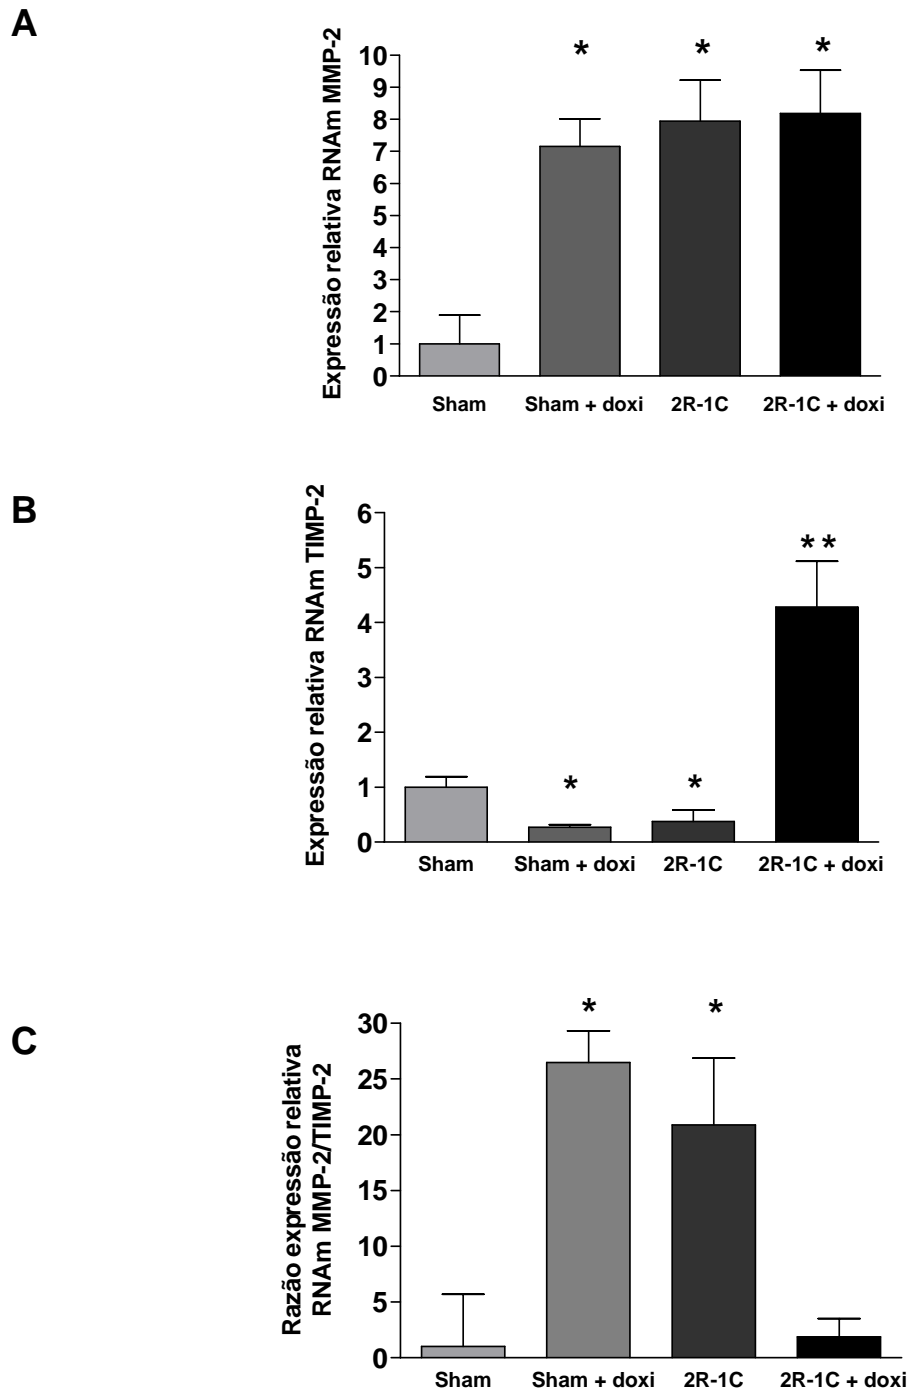 A
Expressão relativa RNAm MMP-2
10
9
8
7
6
5
4
3
2
1
0
*
*
*
Sham
Sham + doxi
2R-1C
2R-1C + doxi
B
Expressão relativa RNAm TIMP-2
6
5
4
3
2
1
0
*
*
**
Sham
Sham + doxi
2R-1C
2R-1C + doxi
C
Razão expressão relativa
RNAm MMP-2/TIMP-2
30
25
20
15
10
5
0
*
*
Sham
Sham + doxi
2R-1C
2R-1C + doxi